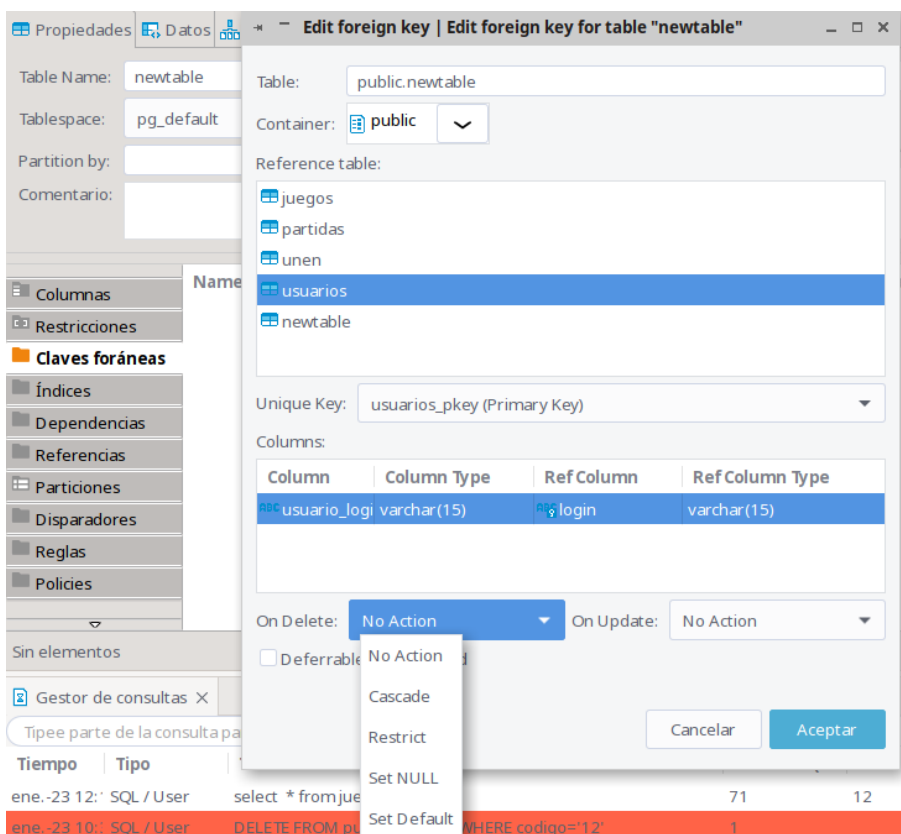 Propiedades Datos
Edit foreign key | Edit foreign key for table "newtable"
Table Name: newtable
Tablespace: pg_default
Partition by:
Comentario:
Name
Columnas
Restricciones
Claves foráneas
Índices
Dependencias
Referencias
Particiones
Disparadores
Reglas
Policies
Sin elementos
Table: public.newtable
Container: public
Reference table:
juegos
partidas
unen
usuarios
newtable
Unique Key: usuarios_pkey (Primary Key)
Columns:
Column Column Type Ref Column Ref Column Type
ABC usuario_logi varchar(15) ABC login varchar(15)
On Delete: No Action On Update: No Action
Deferrable
No Action
Cascade
Restrict
Set NULL
Set Default
Cancelar Aceptar
Gestor de consultas
Tipee parte de la consulta pa
Tiempo Tipo
ene.-23 12: SQL / User select * from jue 71 12
ene.-23 10: SQL / User DELETE FROM pu WHERE codigo='12' 1